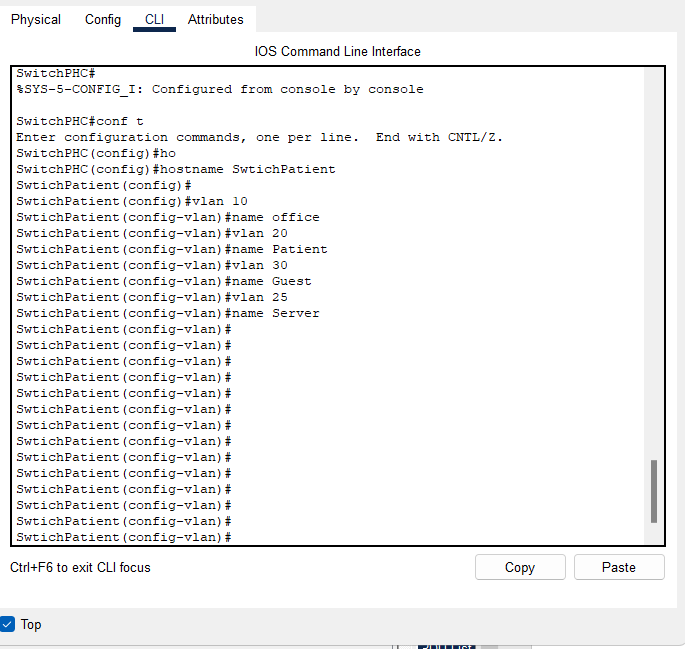 Physical Config CLI Attributes
IOS Command Line Interface
SwitchPHC#
%SYS-5-CONFIG_I: Configured from console by console
SwitchPHC#conf t
Enter configuration commands, one per line.  End with CNTL/Z.
SwitchPHC(config)#ho
SwitchPHC(config)#hostname SwtichPatient
SwtichPatient(config)#
SwtichPatient(config)#vlan 10
SwtichPatient(config-vlan)#name office
SwtichPatient(config-vlan)#vlan 20
SwtichPatient(config-vlan)#name Patient
SwtichPatient(config-vlan)#vlan 30
SwtichPatient(config-vlan)#name Guest
SwtichPatient(config-vlan)#vlan 25
SwtichPatient(config-vlan)#name Server
SwtichPatient(config-vlan)#
SwtichPatient(config-vlan)#
SwtichPatient(config-vlan)#
SwtichPatient(config-vlan)#
SwtichPatient(config-vlan)#
SwtichPatient(config-vlan)#
SwtichPatient(config-vlan)#
SwtichPatient(config-vlan)#
SwtichPatient(config-vlan)#
SwtichPatient(config-vlan)#
SwtichPatient(config-vlan)#
SwtichPatient(config-vlan)#
SwtichPatient(config-vlan)#
SwtichPatient(config-vlan)#
Ctrl+F6 to exit CLI focus
Copy Paste
Top